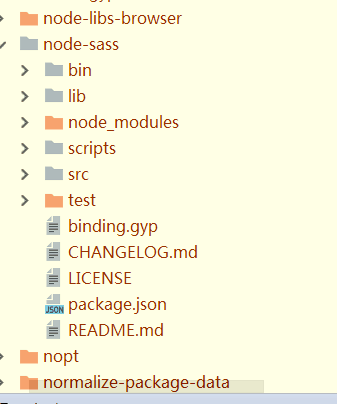 node-libs-browser
node-sass
bin
lib
node_modules
scripts
src
test
binding.gyp
CHANGELOG.md
LICENSE
JSON package.json
README.md
nopt
normalize-package-data